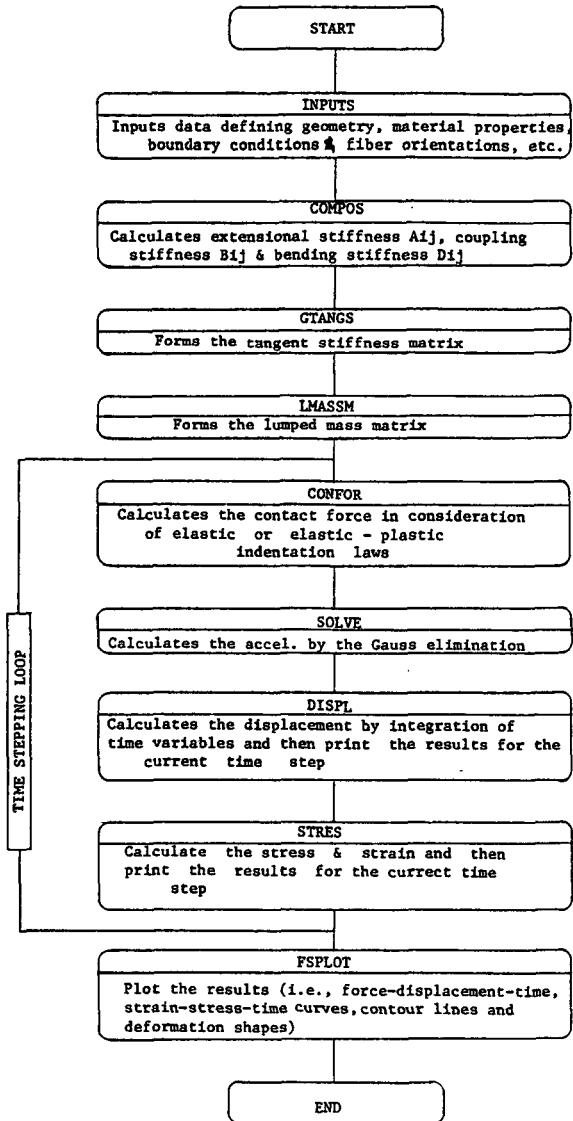 START
INPUTS
Inputs data defining geometry, material properties,
boundary conditions & fiber orientations, etc.
COMPOS
Calculates extensional stiffness Aij, coupling
stiffness Bij & bending stiffness Dij
GTANGS
Forms the tangent stiffness matrix
LMASSM
Forms the lumped mass matrix
CONFOR
Calculates the contact force in consideration
of elastic or elastic - plastic
indentation laws
SOLVE
Calculates the accel. by the Gauss elimination
TIME STEPPING LOOP
DISPL
Calculates the displacement by integration of
time variables and then print the results for the
current time step
STRES
Calculate the stress & strain and then
print the results for the currect time
step
FSPLOT
Plot the results (i.e., force-displacement-time,
strain-stress-time curves, contour lines and
deformation shapes)
END